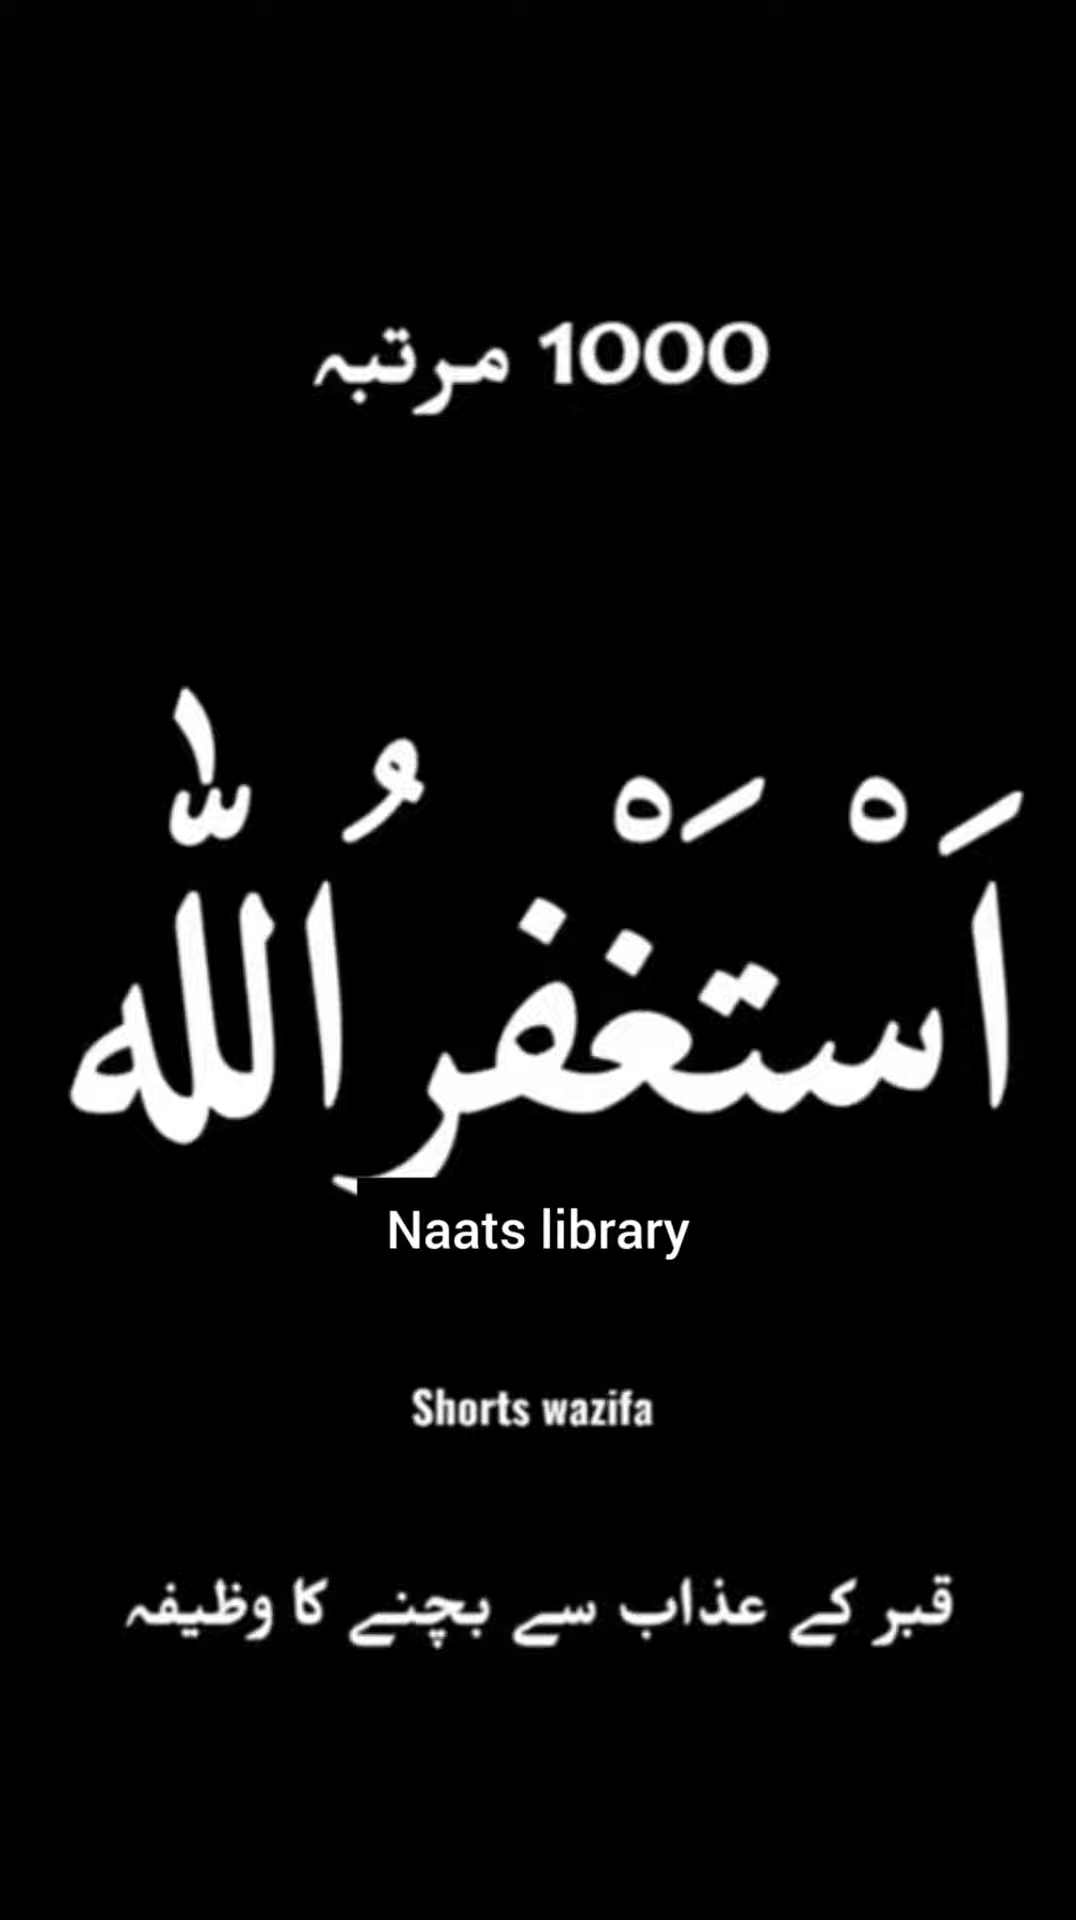 1000 مرتبہ
اَسْتَغْفِرُاللّٰه
Naats library
Shorts wazifa
قبر کے عذاب سے بچنے کا وظیفہ